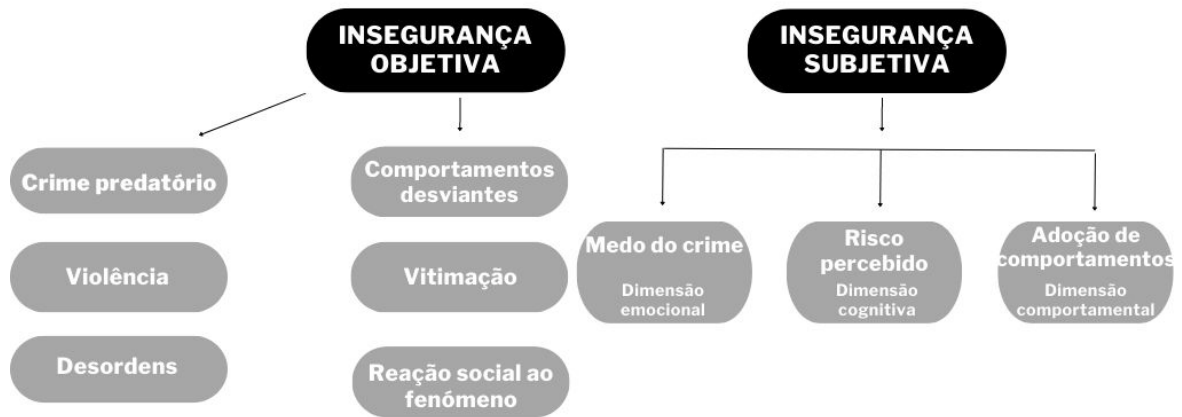 INSEGURANÇA
OBJETIVA
INSEGURANÇA
SUBJETIVA
Crime predatório
Comportamentos
desviantes
Violência
Vitimação
Desordens
Reação social ao
fenómeno
Medo do crime
Dimensão
emocional
Risco
percebido
Dimensão
cognitiva
Adoção de
comportamentos
Dimensão
comportamental